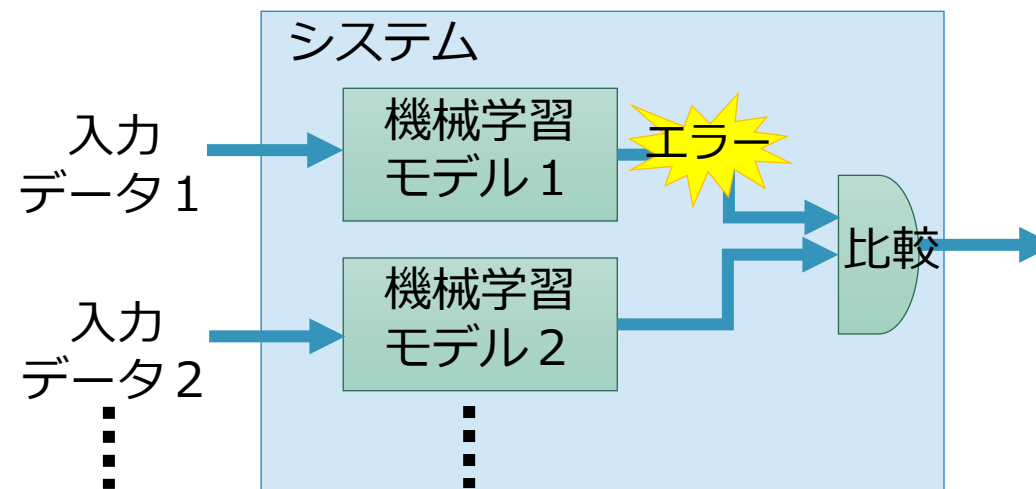 システム
入力
データ１
機械学習
モデル１
エラー
入力
データ２
機械学習
モデル２
比較